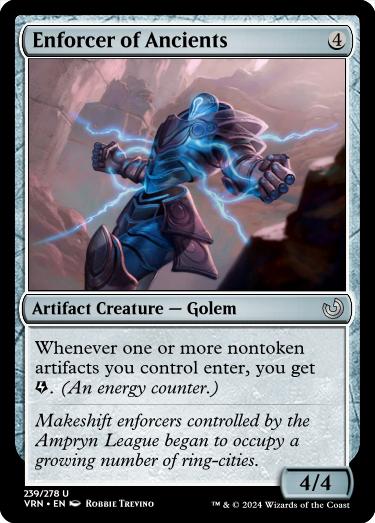 Enforcer of Ancients 4
Artifact Creature — Golem
Whenever one or more nontoken
artifacts you control enter, you get
. (An energy counter.)
Makeshift enforcers controlled by the
Ampryn League began to occupy a
growing number of ring-cities.
4/4
239/278 U
VRN • EN Robbie Trevino
™ & © 2024 Wizards of the Coast